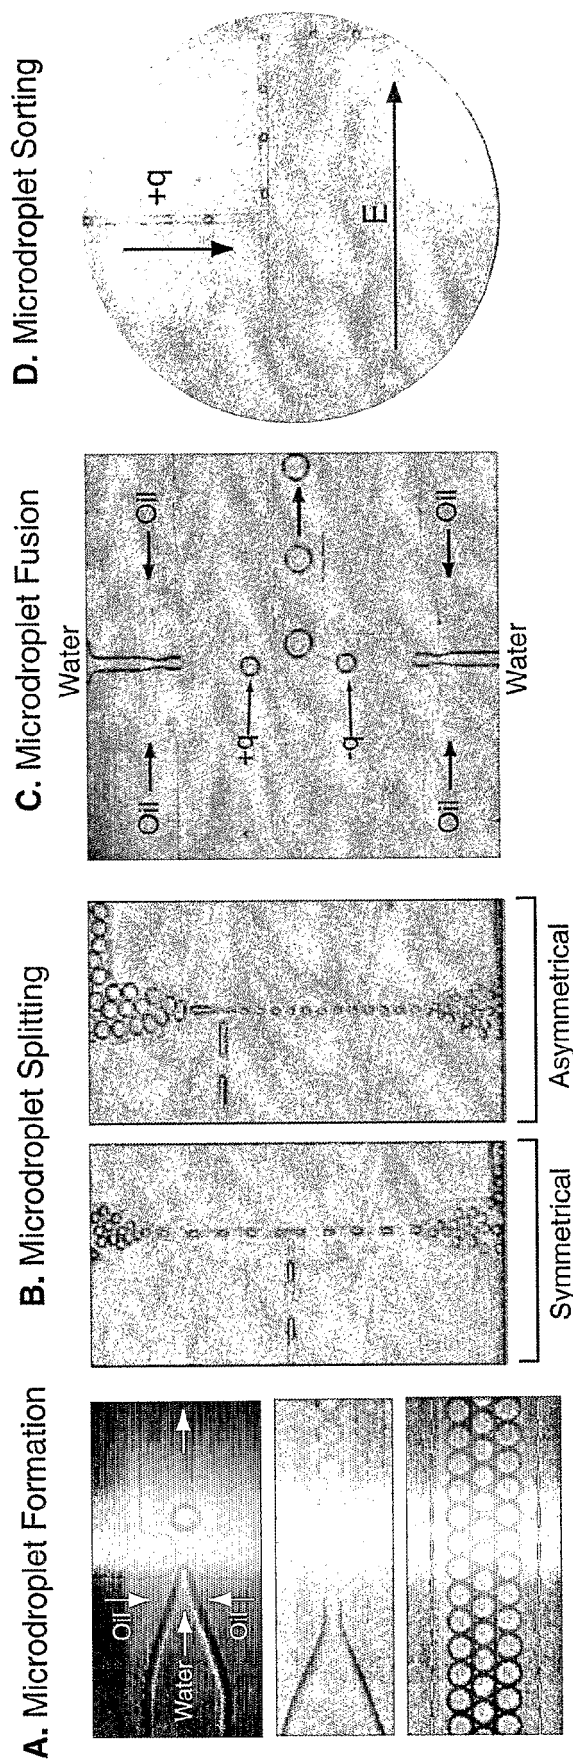 A. Microdroplet Formation
Oil
Water
Oil
B. Microdroplet Splitting
Symmetrical
Asymmetrical
C. Microdroplet Fusion
Water
Oil
Oil
+q
-q
Oil
Oil
Water
D. Microdroplet Sorting
+q
E